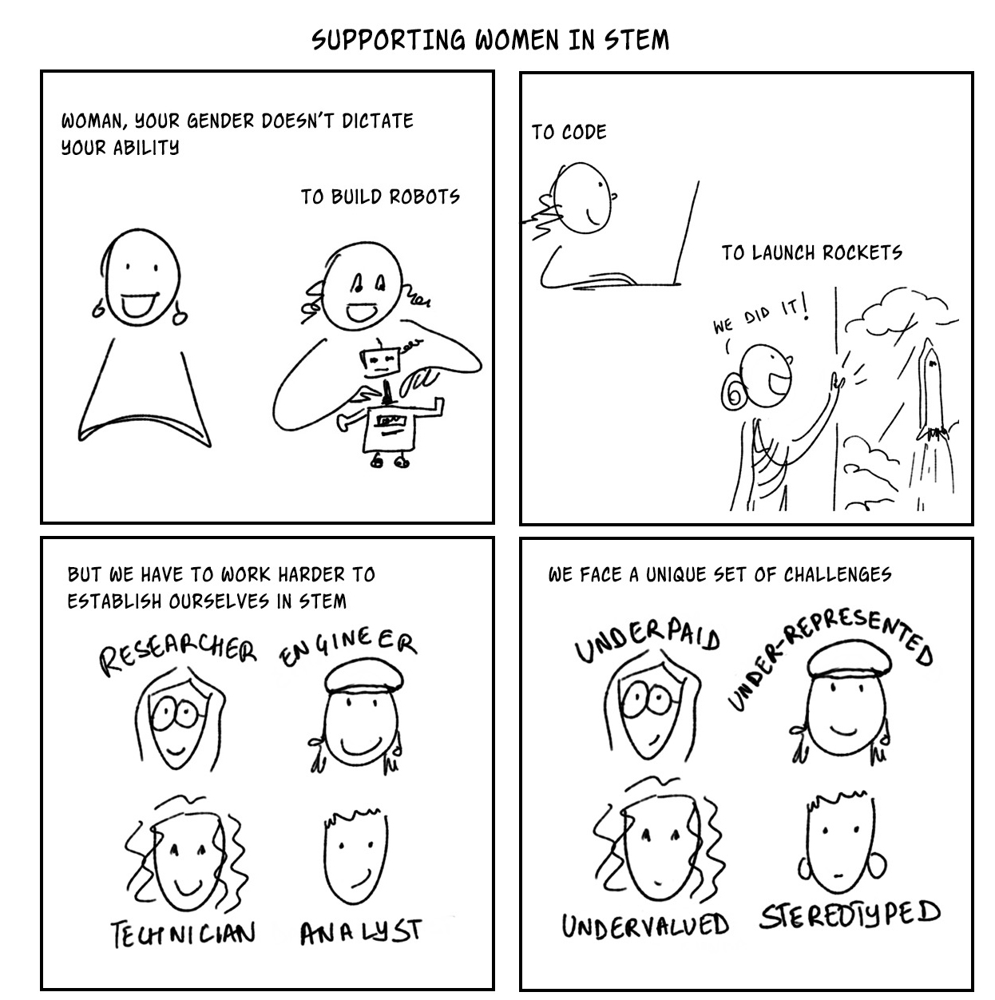 SUPPORTING WOMEN IN STEM
WOMAN, YOUR GENDER DOESN'T DICTATE
YOUR ABILITY
TO BUILD ROBOTS
TO CODE
TO LAUNCH ROCKETS
WE DID IT!
BUT WE HAVE TO WORK HARDER TO
ESTABLISH OURSELVES IN STEM
RESEARCHER
ENGINEER
TECHNICIAN
ANALYST
WE FACE A UNIQUE SET OF CHALLENGES
UNDERPAID
UNDER-REPRESENTED
UNDERVALUED
STEREOTYPED